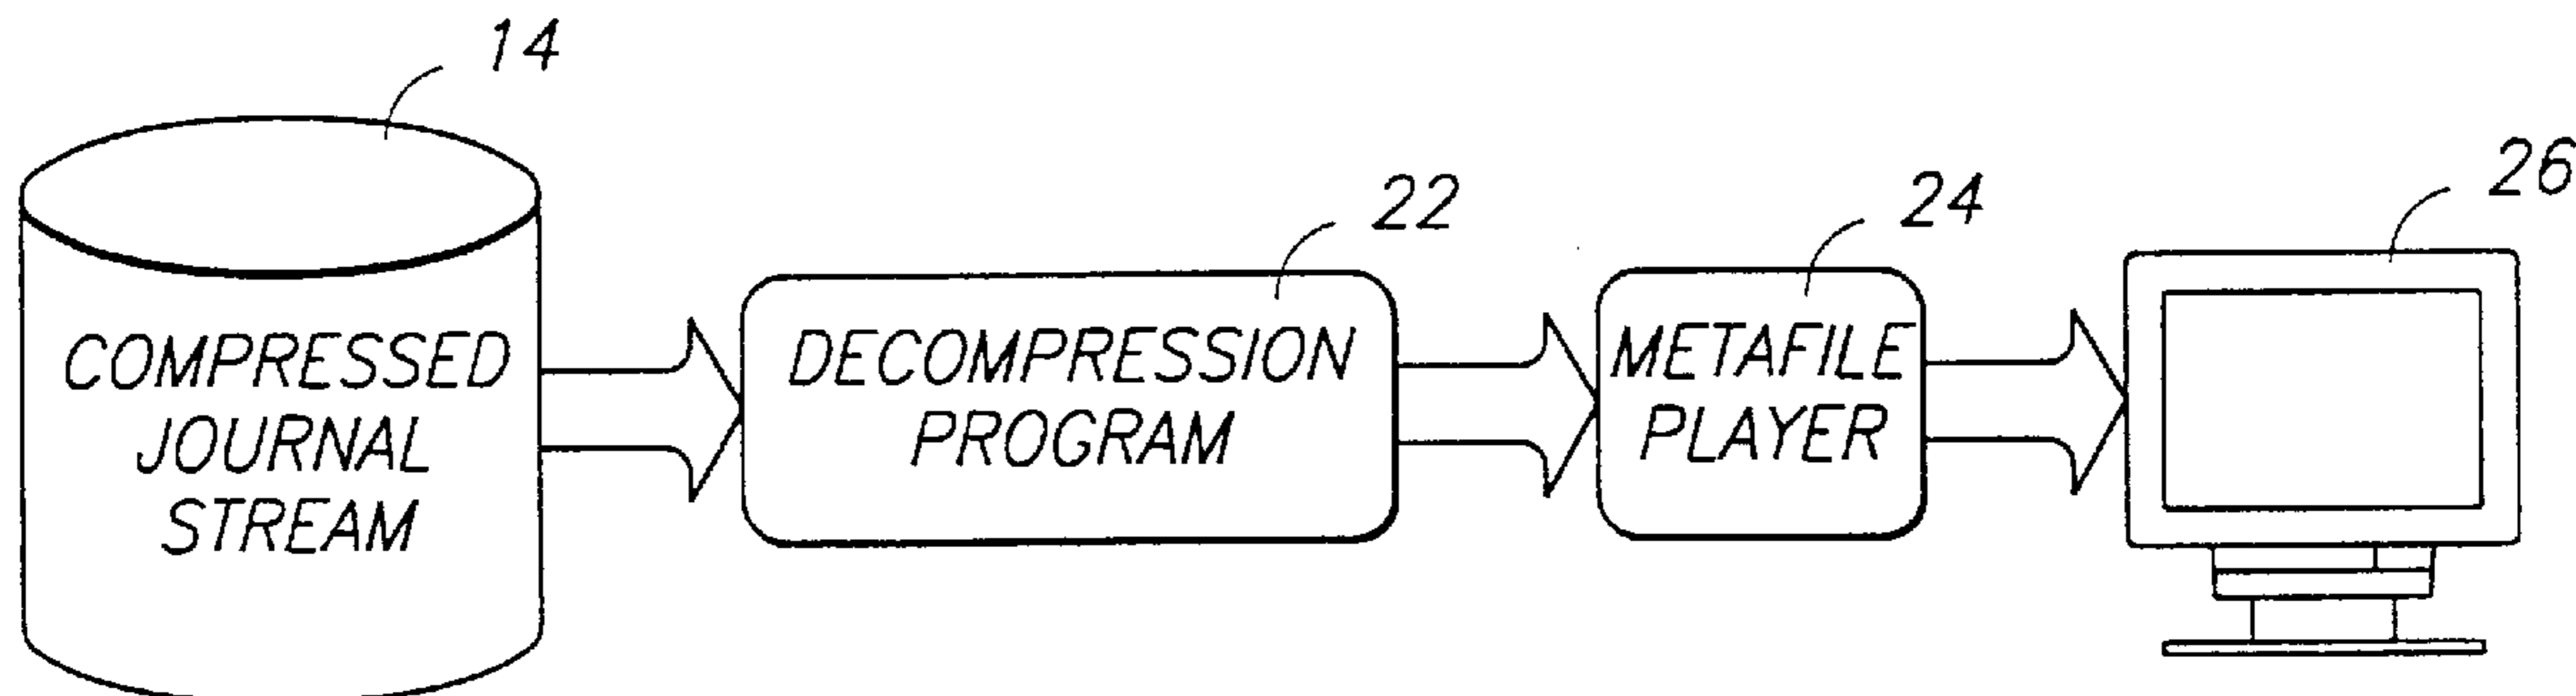 14
COMPRESSED
JOURNAL
STREAM
22
DECOMPRESSION
PROGRAM
24
METAFILE
PLAYER
26